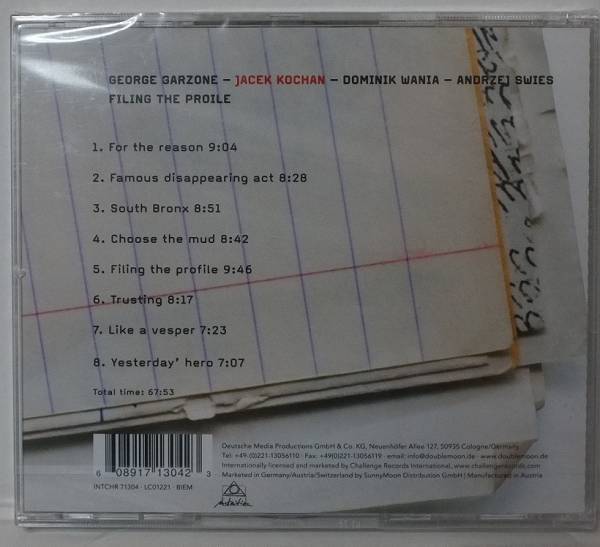 GEORGE GARZONE – JACEK KOCHAN – DOMINIK WANIA – ANDRZEJ SWIES
FILING THE PROILE
1. For the reason 9:04
2. Famous disappearing act 8:28
3. South Bronx 8:51
4. Choose the mud 8:42
5. Filing the profile 9:46
6. Trusting 8:17
7. Like a vesper 7:23
8. Yesterday' hero 7:07
Total time: 67:53
Deutsche Media Productions GmbH & Co. KG, Neuenhöfer Allee 127, 50935 Cologne/Germany
Tel: +49.(0)221-13056110 · Fax: +49(0)221-13056119 · email: info@doublemoon.de · www.doublemoon.de
Internationally licensed and marketed by Challenge Records International, www.challengerecords.com
Marketed in Germany/Austria/Switzerland by SunnyMoon Distribution GmbH | Manufactured in Austria
6 08917 13042 3
INTCHR 71304 · LC01221 · BIEM